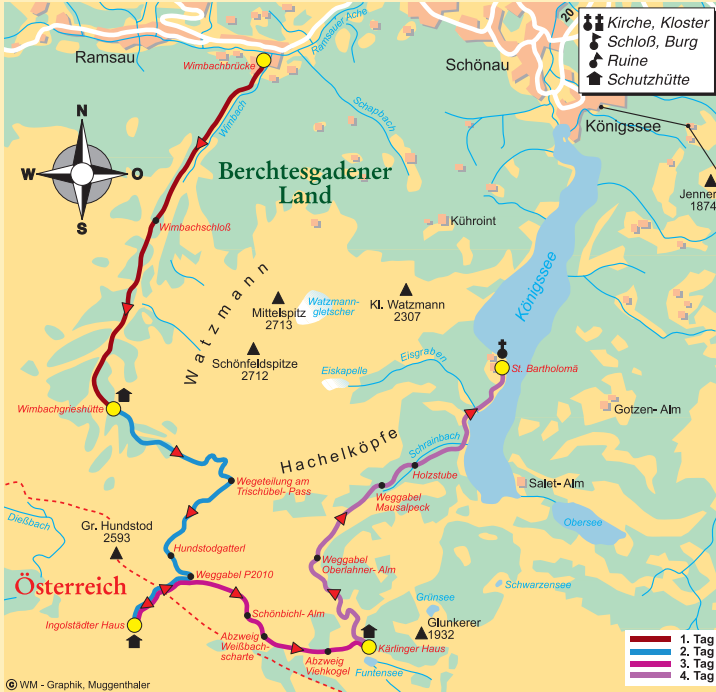 Ramsau
Wimbachbrücke
Ramsauer Ache
20
Schönau
Kirche, Kloster
Schloß, Burg
Ruine
Schutzhütte
Königssee
Jenner
1874
N
W
O
S
Wimbach
Schapbach
Berchtesgadener
Land
Wimbachschloß
Kühroint
Königssee
Watzmann
Mittelspitz
2713
Watzmann-
gletscher
Kl. Watzmann
2307
Schönfeldspitze
2712
Eiskapelle
Eisgraben
St. Bartholomä
Wimbachgrieshütte
Gotzen- Alm
Hachelköpfe
Schrainbach
Holzstube
Wegeteilung am
Trischübel- Pass
Weggabel
Mausalpeck
Salet- Alm
Obersee
Dießbach
Gr. Hundstod
2593
Hundstodgatterl
Weggabel P2010
Weggabel
Oberlahner- Alm
Österreich
Schwarzensee
Grünsee
Schönbichl- Alm
Ingolstädter Haus
Abzweig
Weißbach-
scharte
Glunkerer
1932
Kärlinger Haus
Abzweig
Viehkogel
Funtensee
1. Tag
2. Tag
3. Tag
4. Tag
© WM - Graphik, Muggenthaler